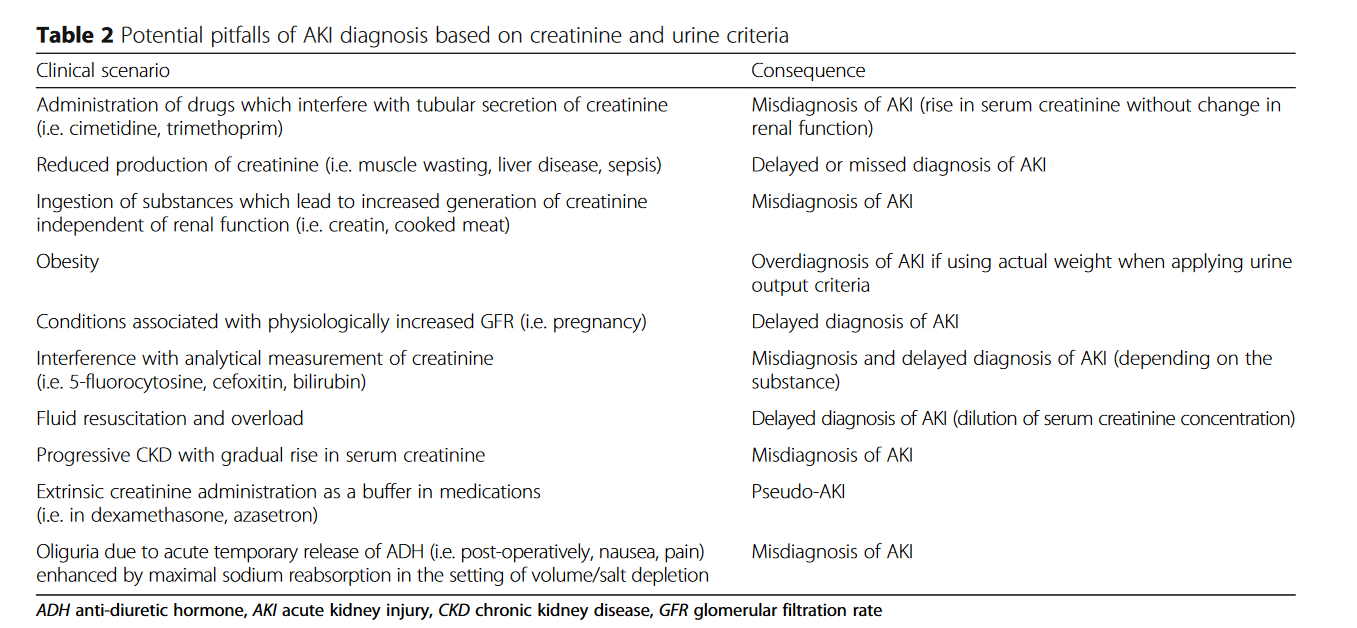 Table 2 Potential pitfalls of AKI diagnosis based on creatinine and urine criteria
Clinical scenario Consequence
Administration of drugs which interfere with tubular secretion of creatinine Misdiagnosis of AKI (rise in serum creatinine without change in
(i.e. cimetidine, trimethoprim) renal function)
Reduced production of creatinine (i.e. muscle wasting, liver disease, sepsis) Delayed or missed diagnosis of AKI
Ingestion of substances which lead to increased generation of creatinine Misdiagnosis of AKI
independent of renal function (i.e. creatin, cooked meat)
Obesity Overdiagnosis of AKI if using actual weight when applying urine
output criteria
Conditions associated with physiologically increased GFR (i.e. pregnancy) Delayed diagnosis of AKI
Interference with analytical measurement of creatinine Misdiagnosis and delayed diagnosis of AKI (depending on the
(i.e. 5-fluorocytosine, cefoxitin, bilirubin) substance)
Fluid resuscitation and overload Delayed diagnosis of AKI (dilution of serum creatinine concentration)
Progressive CKD with gradual rise in serum creatinine Misdiagnosis of AKI
Extrinsic creatinine administration as a buffer in medications Pseudo-AKI
(i.e. in dexamethasone, azasetron)
Oliguria due to acute temporary release of ADH (i.e. post-operatively, nausea, pain) Misdiagnosis of AKI
enhanced by maximal sodium reabsorption in the setting of volume/salt depletion
ADH anti-diuretic hormone, AKI acute kidney injury, CKD chronic kidney disease, GFR glomerular filtration rate